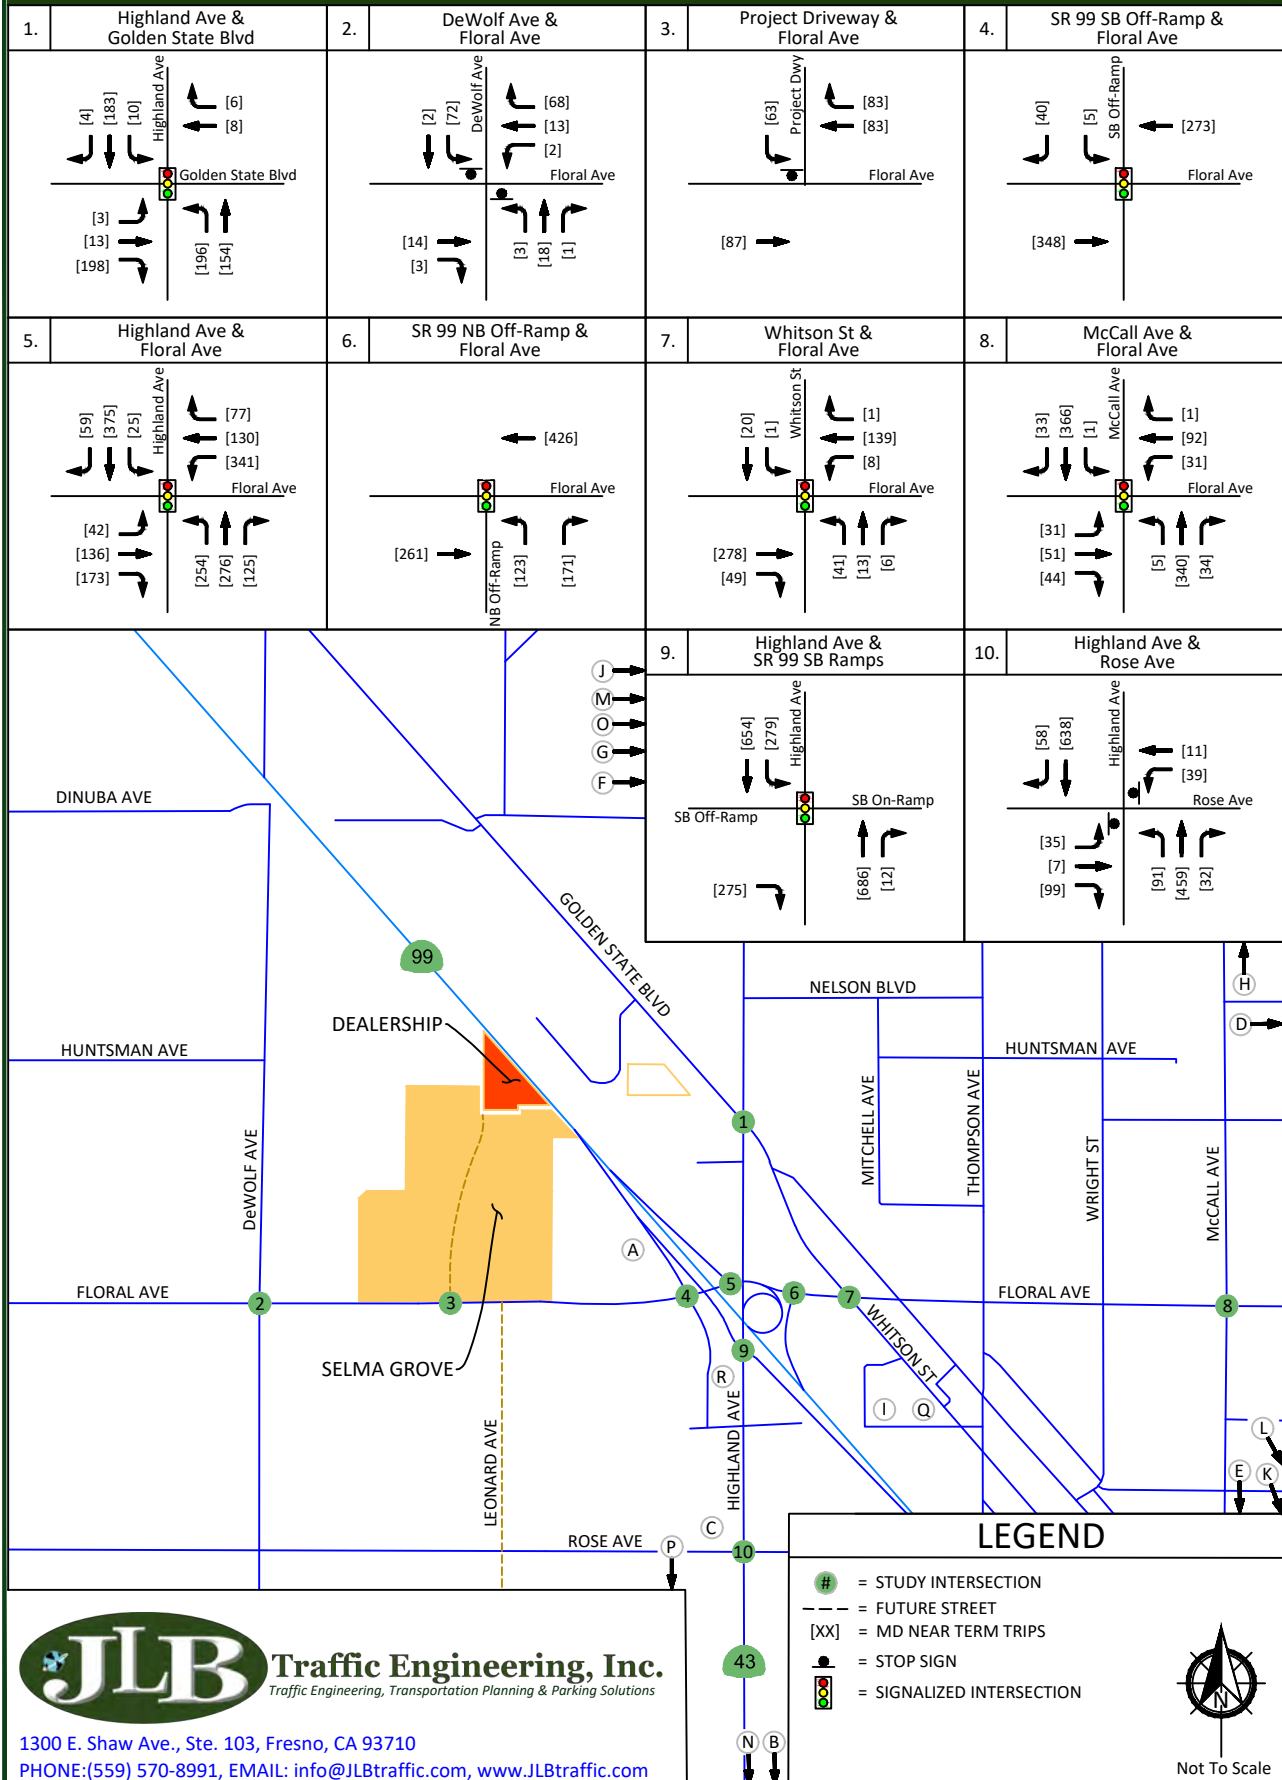 1.
Highland Ave &
Golden State Blvd
[4]
[183]
[10]
Highland Ave
[6]
[8]
Golden State Blvd
[3]
[13]
[198]
[196]
[154]
2.
DeWolf Ave &
Floral Ave
[2]
[72]
DeWolf Ave
[68]
[13]
[2]
Floral Ave
[14]
[3]
[3]
[18]
[1]
3.
Project Driveway &
Floral Ave
[63]
Project Dwy
[83]
[83]
Floral Ave
[87]
4.
SR 99 SB Off-Ramp &
Floral Ave
[40]
[5]
SB Off-Ramp
[273]
Floral Ave
[348]
5.
Highland Ave &
Floral Ave
[59]
[375]
[25]
Highland Ave
[77]
[130]
[341]
Floral Ave
[42]
[136]
[173]
[254]
[276]
[125]
6.
SR 99 NB Off-Ramp &
Floral Ave
[426]
Floral Ave
[261]
NB Off-Ramp
[123]
[171]
7.
Whitson St &
Floral Ave
[20]
[1]
Whitson St
[1]
[139]
[8]
Floral Ave
[278]
[49]
[41]
[13]
[6]
8.
McCall Ave &
Floral Ave
[33]
[366]
[1]
McCall Ave
[1]
[92]
[31]
Floral Ave
[31]
[51]
[44]
[5]
[340]
[34]
9.
Highland Ave &
SR 99 SB Ramps
[654]
[279]
Highland Ave
SB On-Ramp
SB Off-Ramp
[275]
[686]
[12]
10.
Highland Ave &
Rose Ave
[58]
[638]
Highland Ave
[11]
[39]
Rose Ave
[35]
[7]
[99]
[91]
[459]
[32]
J
M
O
G
F
DINUBA AVE
99
GOLDEN STATE BLVD
NELSON BLVD
H
D
DEALERSHIP
HUNTSMAN AVE
HUNTSMAN AVE
MITCHELL AVE
THOMPSON AVE
WRIGHT ST
McCALL AVE
DeWOLF AVE
1
A
FLORAL AVE
2
3
4
5
6
7
FLORAL AVE
8
9
WHITSON ST
SELMA GROVE
R
I
Q
L
E
K
HIGHLAND AVE
LEONARD AVE
C
ROSE AVE
P
10
43
N
B
LEGEND
# = STUDY INTERSECTION
= FUTURE STREET
[XX] = MD NEAR TERM TRIPS
= STOP SIGN
= SIGNALIZED INTERSECTION
N
Not To Scale
JLB
Traffic Engineering, Inc.
Traffic Engineering, Transportation Planning & Parking Solutions
1300 E. Shaw Ave., Ste. 103, Fresno, CA 93710
PHONE:(559) 570-8991, EMAIL: info@JLBtraffic.com, www.JLBtraffic.com